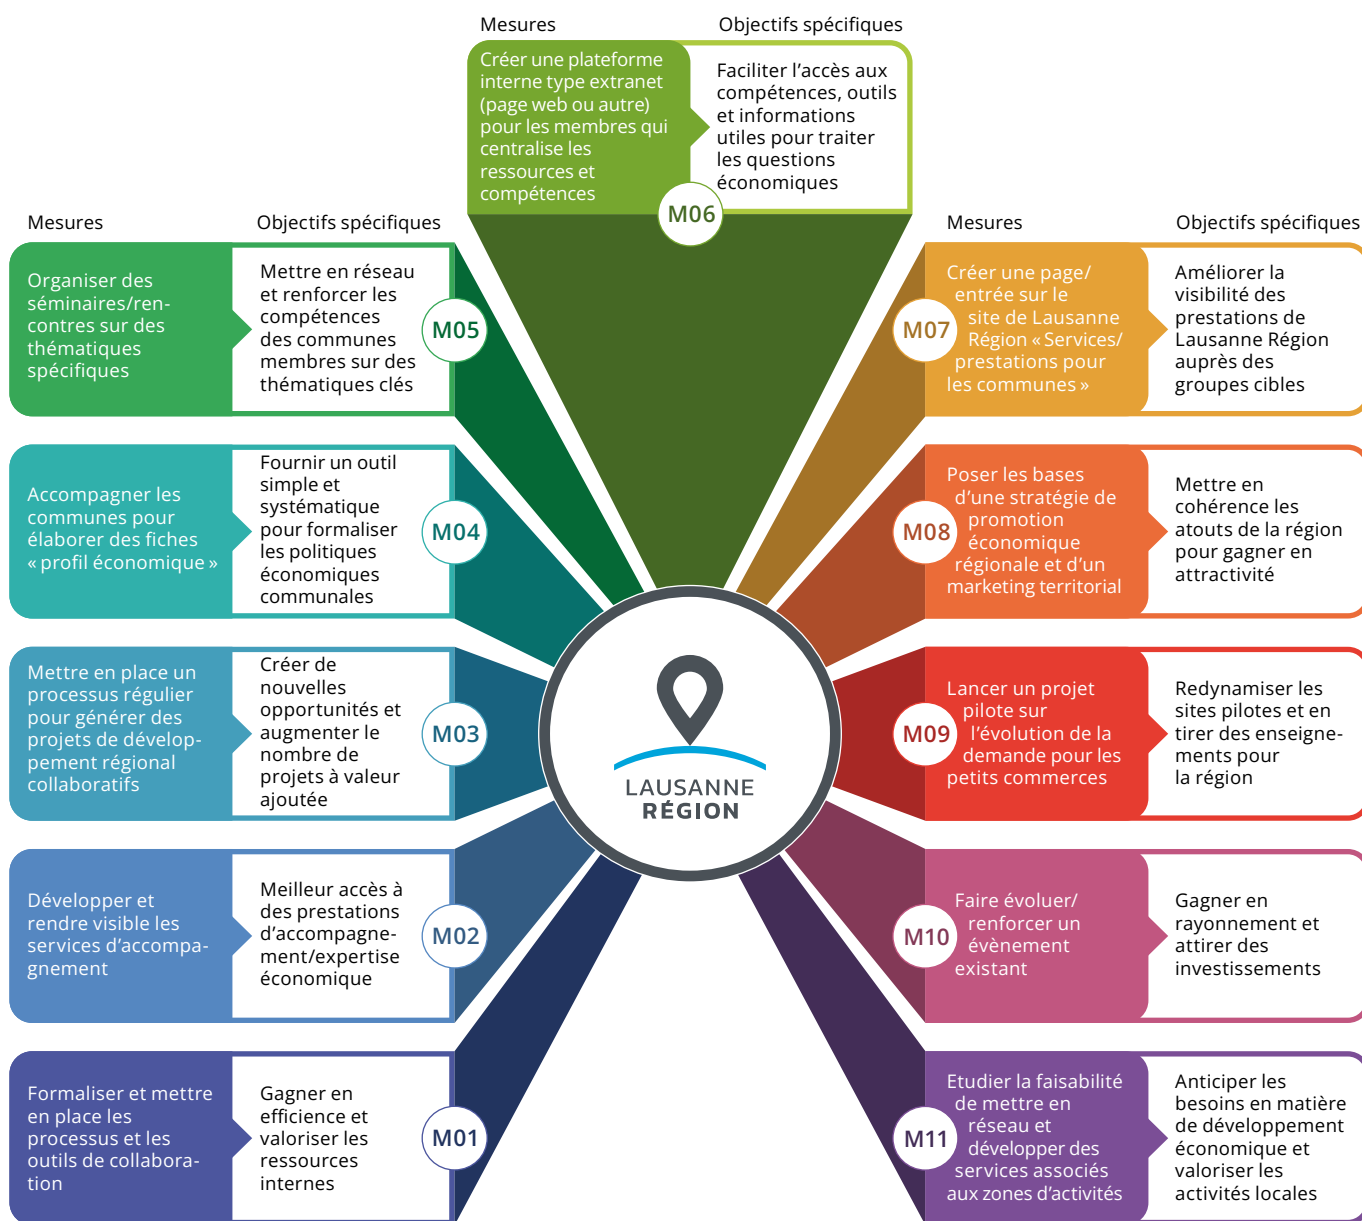 Mesures
Objectifs spécifiques
Créer une plateforme
interne type extranet
(page web ou autre)
pour les membres qui
centralise les
ressources et
compétences
Faciliter l’accès aux
compétences, outils
et informations
utiles pour traiter
les questions
économiques
M06
Mesures
Objectifs spécifiques
Organiser des
séminaires/ren-
contres sur des
thématiques
spécifiques
Mettre en réseau
et renforcer les
compétences
des communes
membres sur des
thématiques clés
M05
Accompagner les
communes pour
élaborer des fiches
« profil économique »
Fournir un outil
simple et
systématique
pour formaliser
les politiques
économiques
communales
M04
Mettre en place un
processus régulier
pour générer des
projets de dévelop-
pement régional
collaboratifs
Créer de
nouvelles
opportunités et
augmenter le
nombre de
projets à valeur
ajoutée
M03
Développer et
rendre visible les
services d’accompa-
gnement
Meilleur accès à
des prestations
d’accompagne-
ment/expertise
économique
M02
Formaliser et mettre
en place les
processus et les
outils de collabora-
tion
Gagner en
efficience et
valoriser les
ressources
internes
M01
LAUSANNE
RÉGION
Mesures
Objectifs spécifiques
M07
Créer une page/
entrée sur le
site de Lausanne
Région « Services/
prestations pour
les communes »
Améliorer la
visibilité des
prestations de
Lausanne Région
auprès des
groupes cibles
M08
Poser les bases
d’une stratégie de
promotion
économique
régionale et d’un
marketing territorial
Mettre en
cohérence les
atouts de la région
pour gagner en
attractivité
M09
Lancer un projet
pilote sur
l’évolution de la
demande pour les
petits commerces
Redynamiser les
sites pilotes et en
tirer des enseigne-
ments pour
la région
M10
Faire évoluer/
renforcer un
évènement
existant
Gagner en
rayonnement et
attirer des
investissements
M11
Etudier la faisabilité
de mettre en
réseau et
développer des
services associés
aux zones d’activités
Anticiper les
besoins en matière
de développement
économique et
valoriser les
activités locales